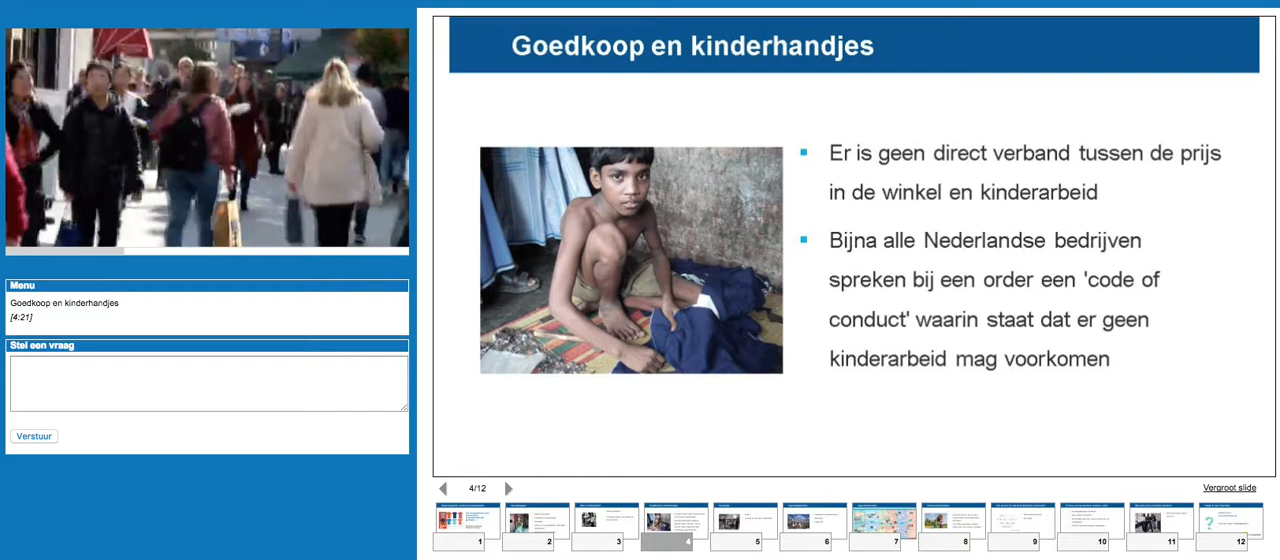 Goedkoop en kinderhandjes
Er is geen direct verband tussen de prijs
in de winkel en kinderarbeid
Bijna alle Nederlandse bedrijven
spreken bij een order een 'code of
conduct' waarin staat dat er geen
kinderarbeid mag voorkomen
Menu
Goedkoop en kinderhandjes
[4:21]
Stel een vraag
Verstuur
4/12
Vergroot slide
1 2 3 4 5 6 7 8 9 10 11 12